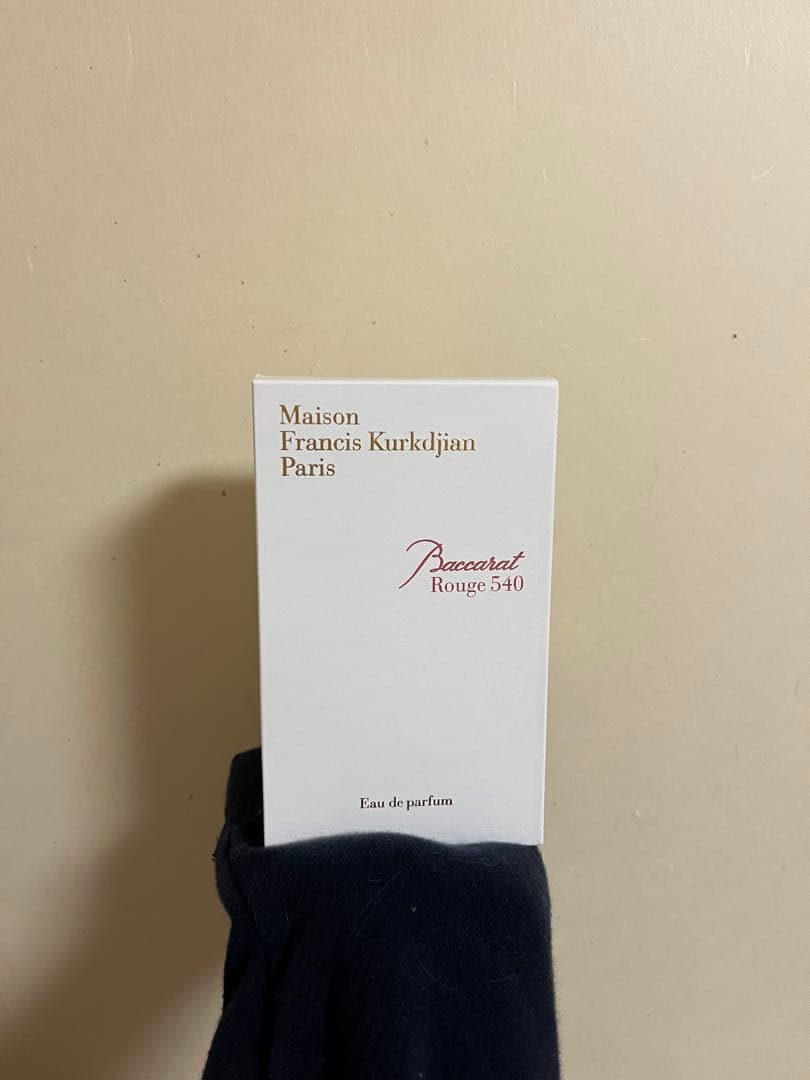 Maison
Francis Kurkdjian
Paris
Baccarat
Rouge 540
Eau de parfum